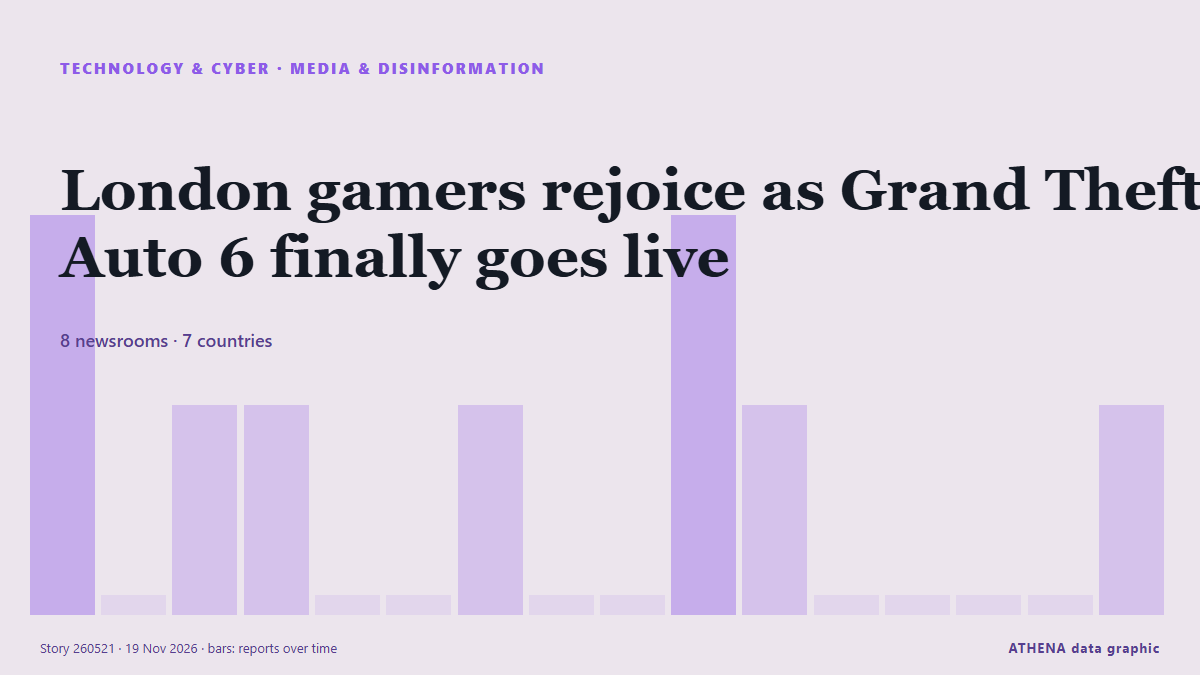 TECHNOLOGY & CYBER · MEDIA & DISINFORMATION
London gamers rejoice as Grand Theft
Auto 6 finally goes live
8 newsrooms · 7 countries
Story 260521 · 19 Nov 2026 · bars: reports over time
ATHENA data graphic